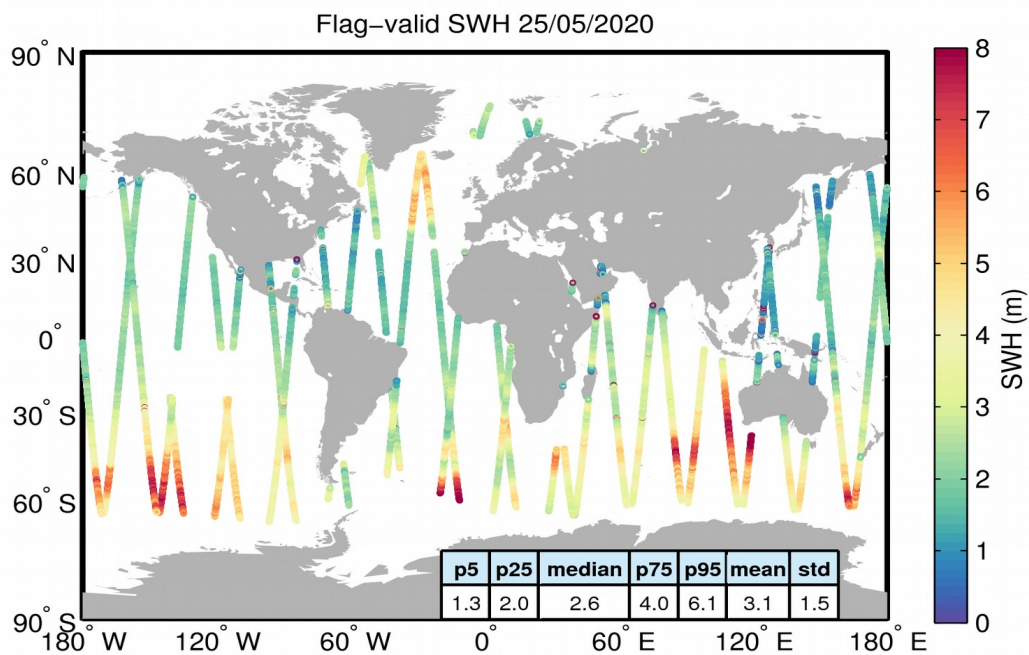 Flag−valid SWH 25/05/2020
90° N
60° N
30° N
0°
30° S
60° S
90° S
180° W
120° W
60° W
0°
60° E
120° E
180° E
p5 p25 median p75 p95 mean std
1.3 2.0 2.6 4.0 6.1 3.1 1.5
8
7
6
5
4
3
2
1
0
SWH (m)